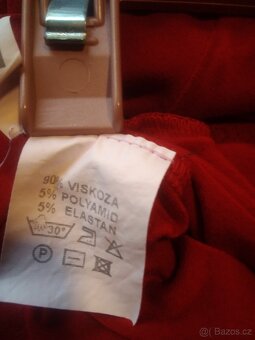 90% VISKOZA
5% POLYAMID
5% ELASTAN
30°
P
Bazos.cz